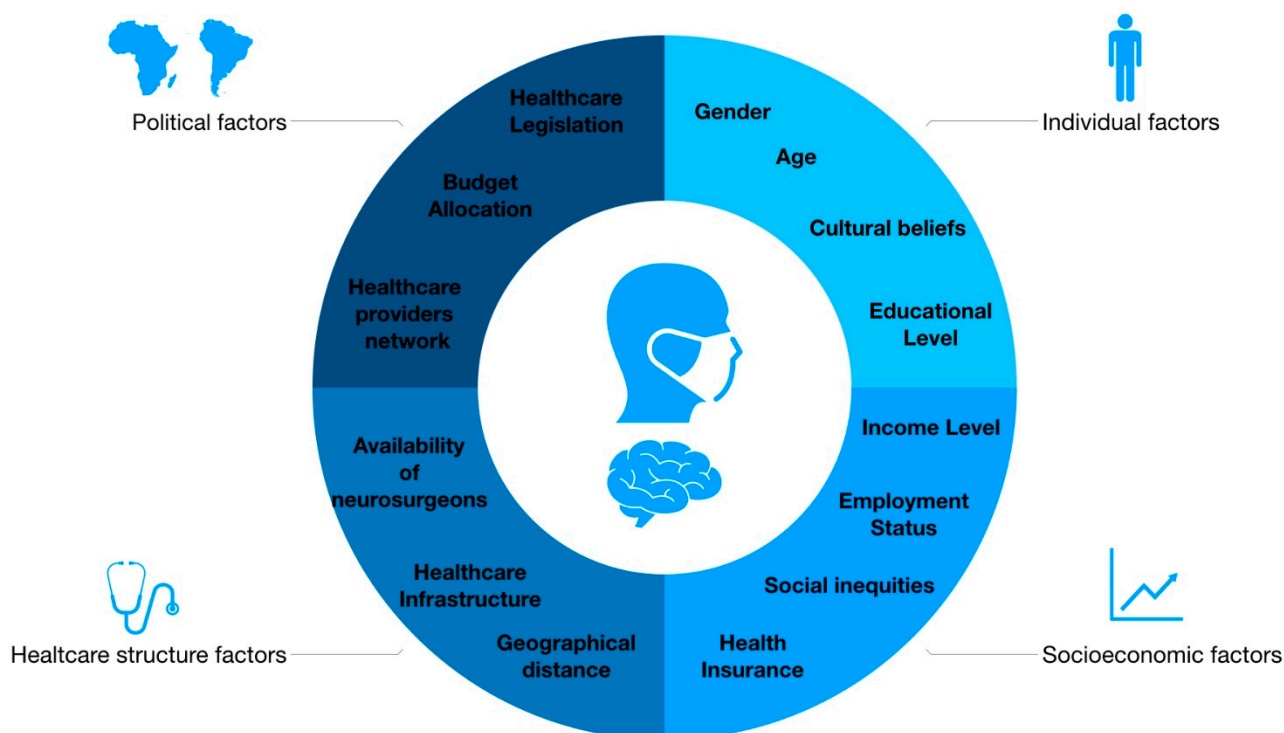 Political factors
Healthcare
Legislation
Budget
Allocation
Healthcare
providers
network
Individual factors
Gender
Age
Cultural beliefs
Educational
Level
Healtcare structure factors
Availability
of
neurosurgeons
Healthcare
Infrastructure
Geographical
distance
Socioeconomic factors
Income Level
Employment
Status
Social inequities
Health
Insurance